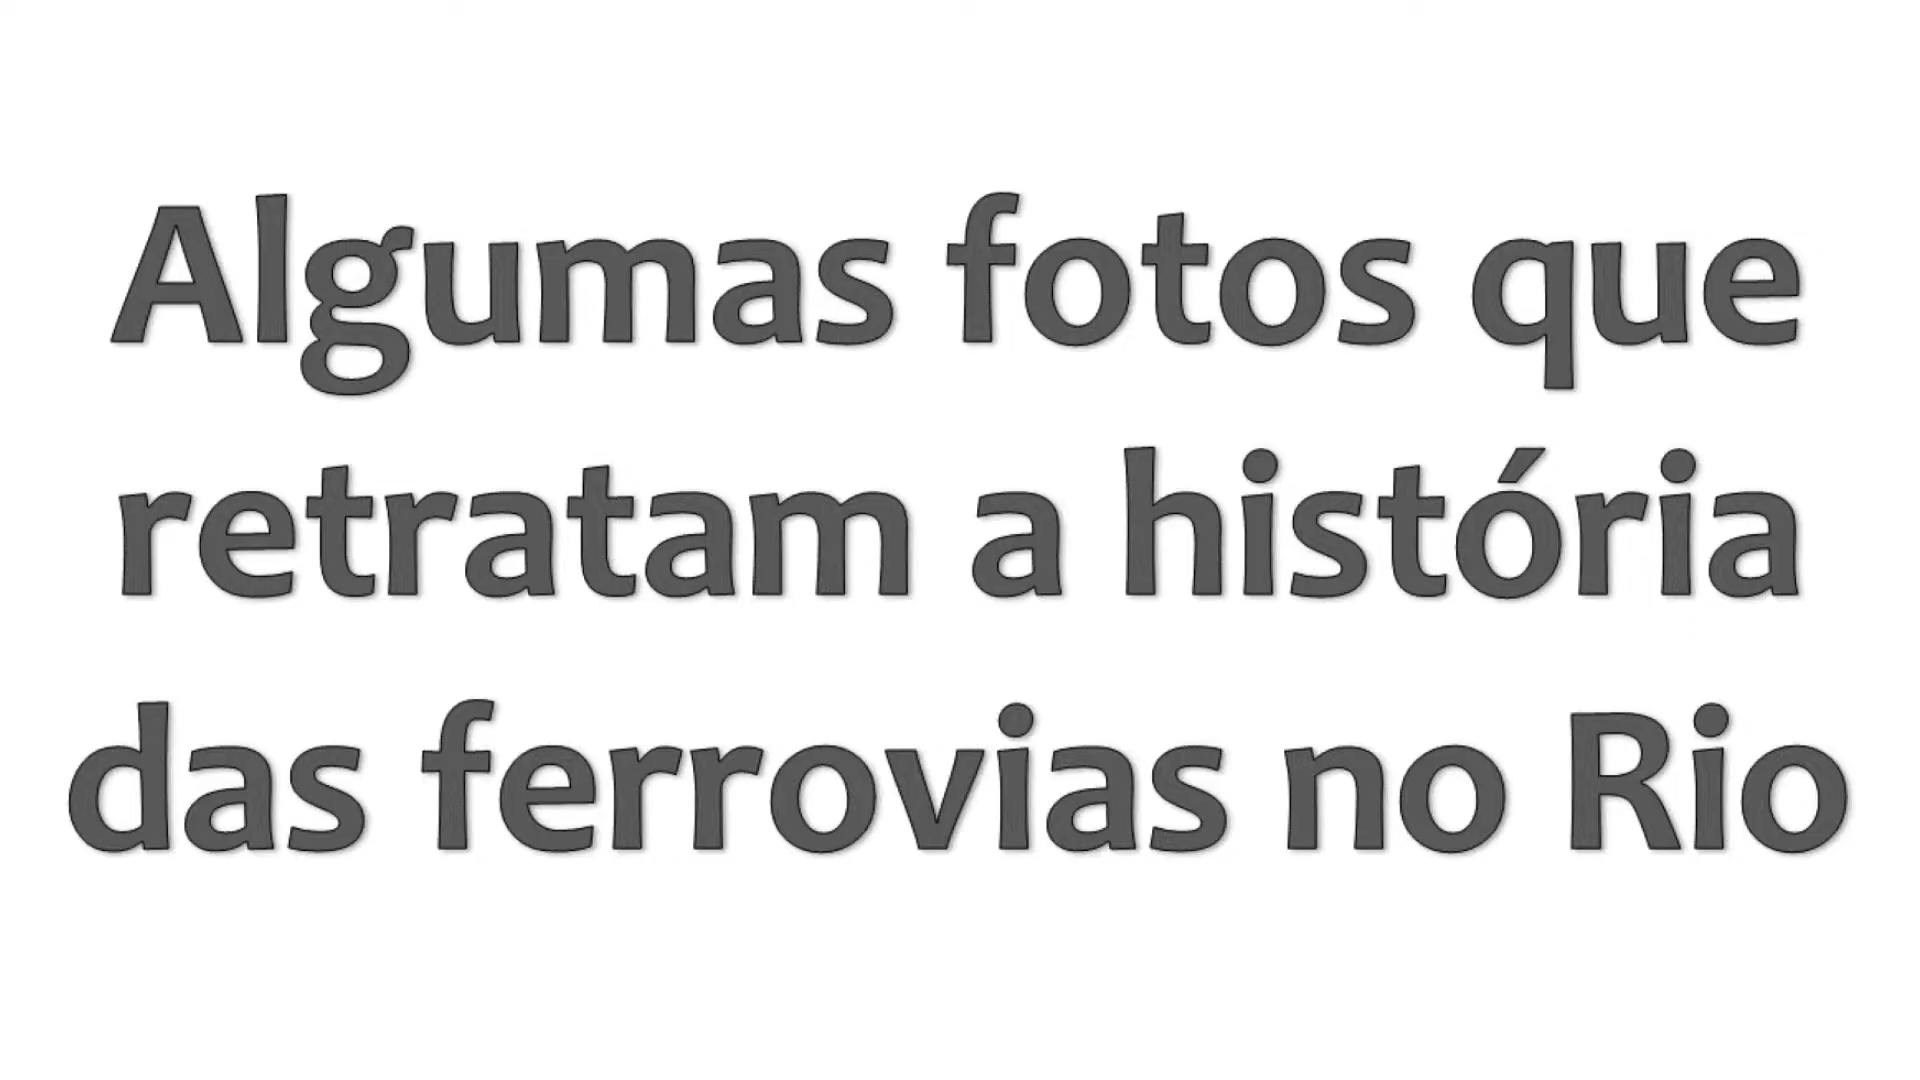 Algumas fotos que
retratam a história
das ferrovias no Rio